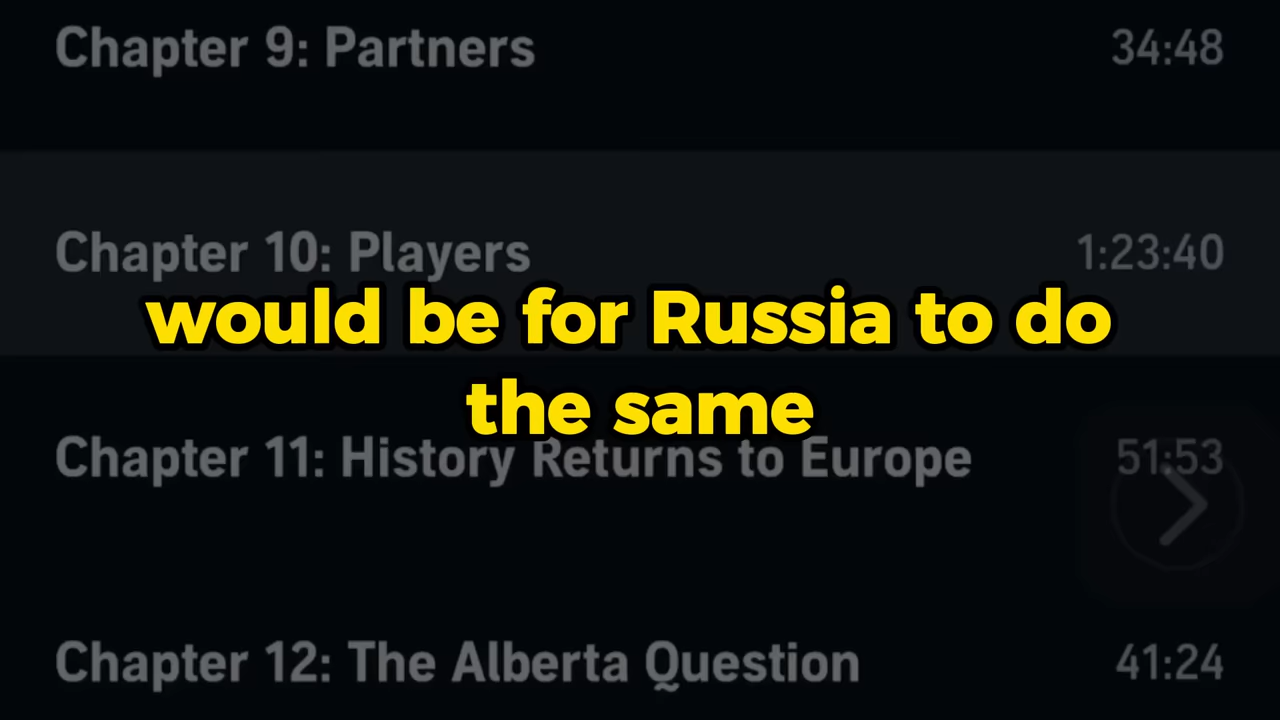 Chapter 9: Partners 34:48
Chapter 10: Players 1:23:40
would be for Russia to do
the same
Chapter 11: History Returns to Europe 51:53
Chapter 12: The Alberta Question 41:24